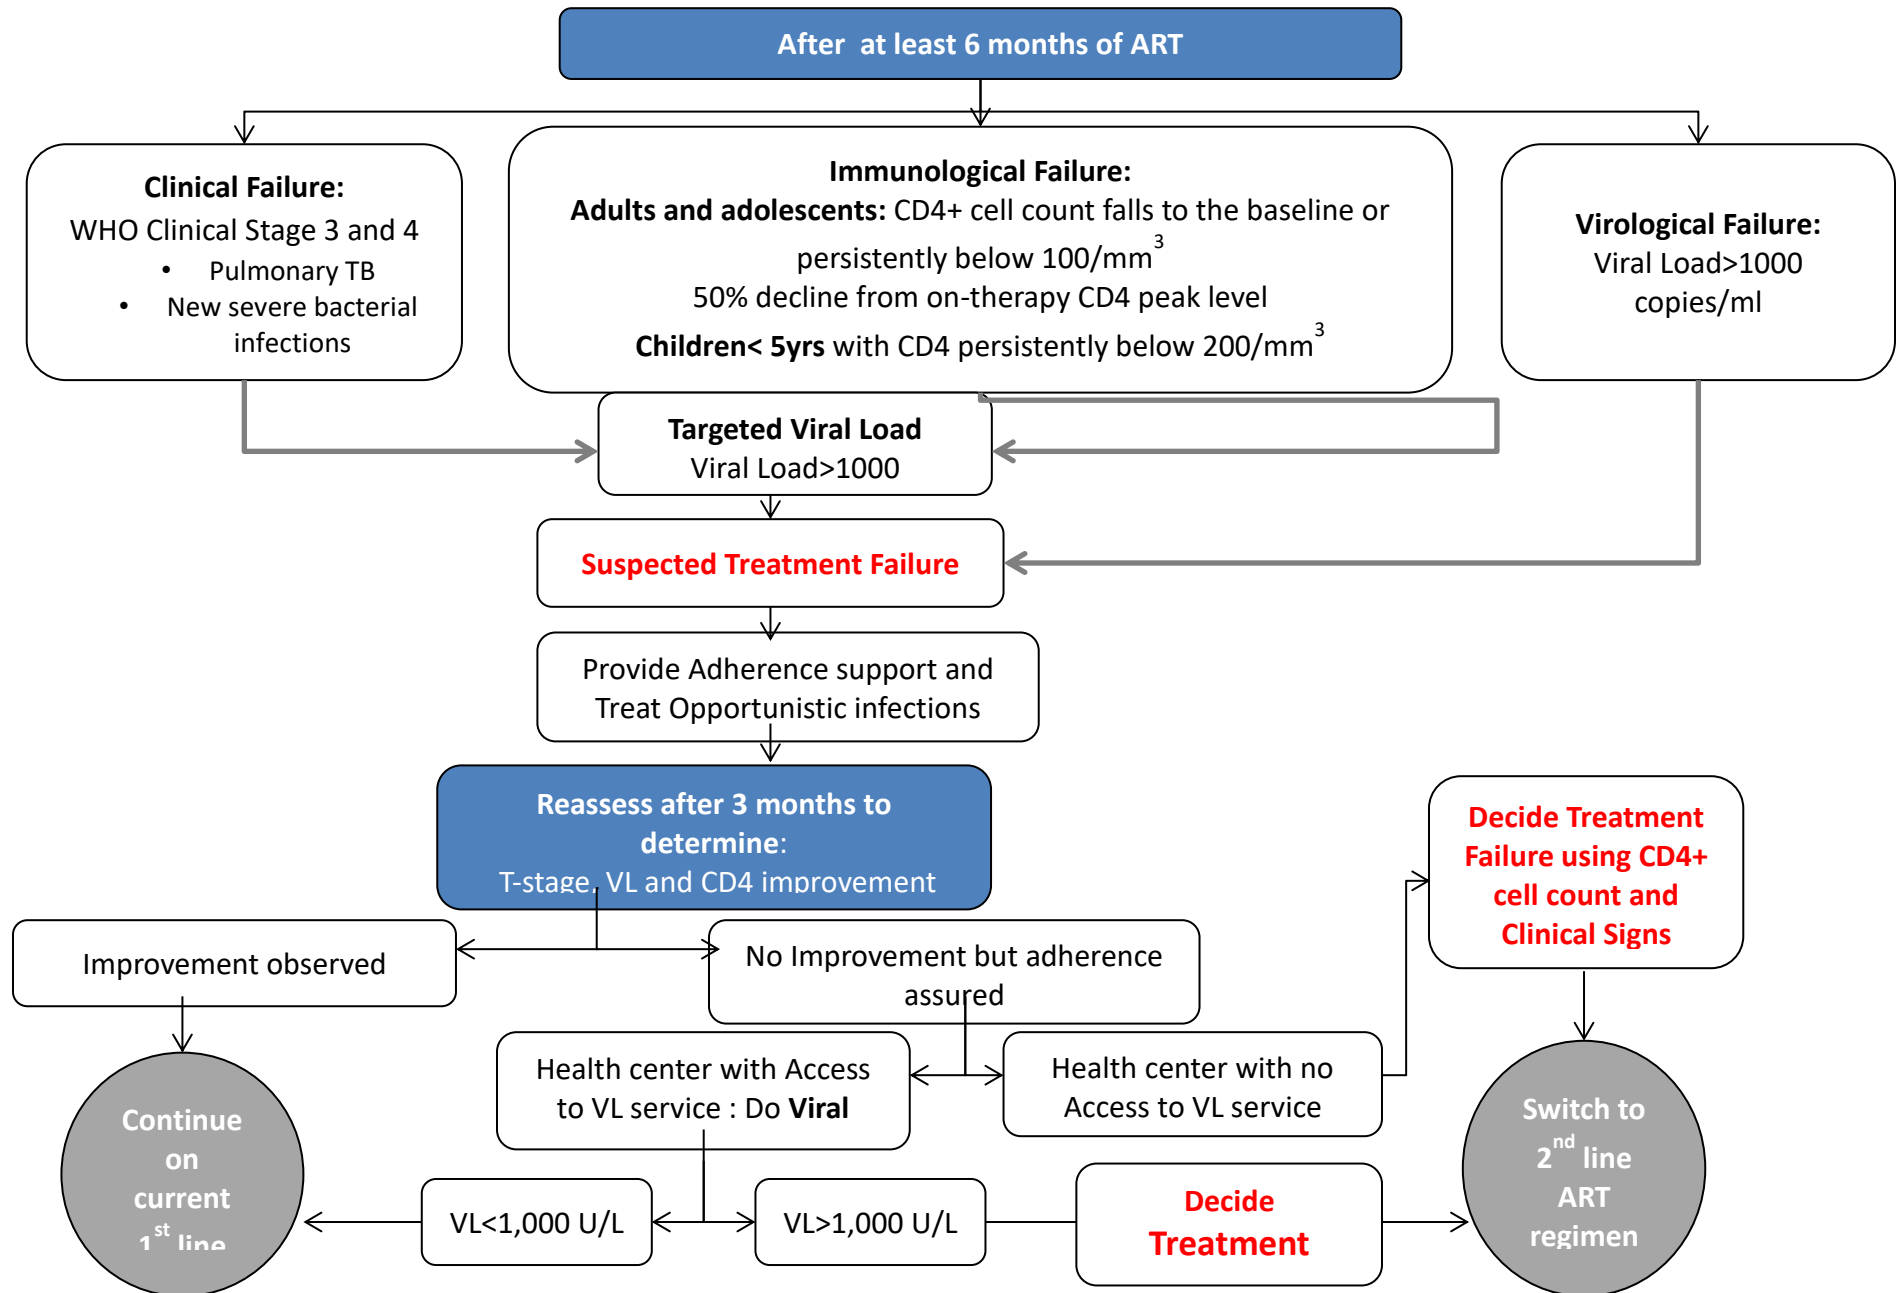 After at least 6 months of ART
Clinical Failure:
WHO Clinical Stage 3 and 4
• Pulmonary TB
• New severe bacterial
infections
Immunological Failure:
Adults and adolescents: CD4+ cell count falls to the baseline or
persistently below 100/mm³
50% decline from on-therapy CD4 peak level
Children< 5yrs with CD4 persistently below 200/mm³
Virological Failure:
Viral Load>1000
copies/ml
Targeted Viral Load
Viral Load>1000
Suspected Treatment Failure
Provide Adherence support and
Treat Opportunistic infections
Reassess after 3 months to
determine:
T-stage, VL and CD4 improvement
Decide Treatment
Failure using CD4+
cell count and
Clinical Signs
Improvement observed
No Improvement but adherence
assured
Health center with Access
to VL service : Do Viral
Health center with no
Access to VL service
Continue
on
current
1st line
Switch to
2nd line
ART
regimen
VL<1,000 U/L
VL>1,000 U/L
Decide
Treatment